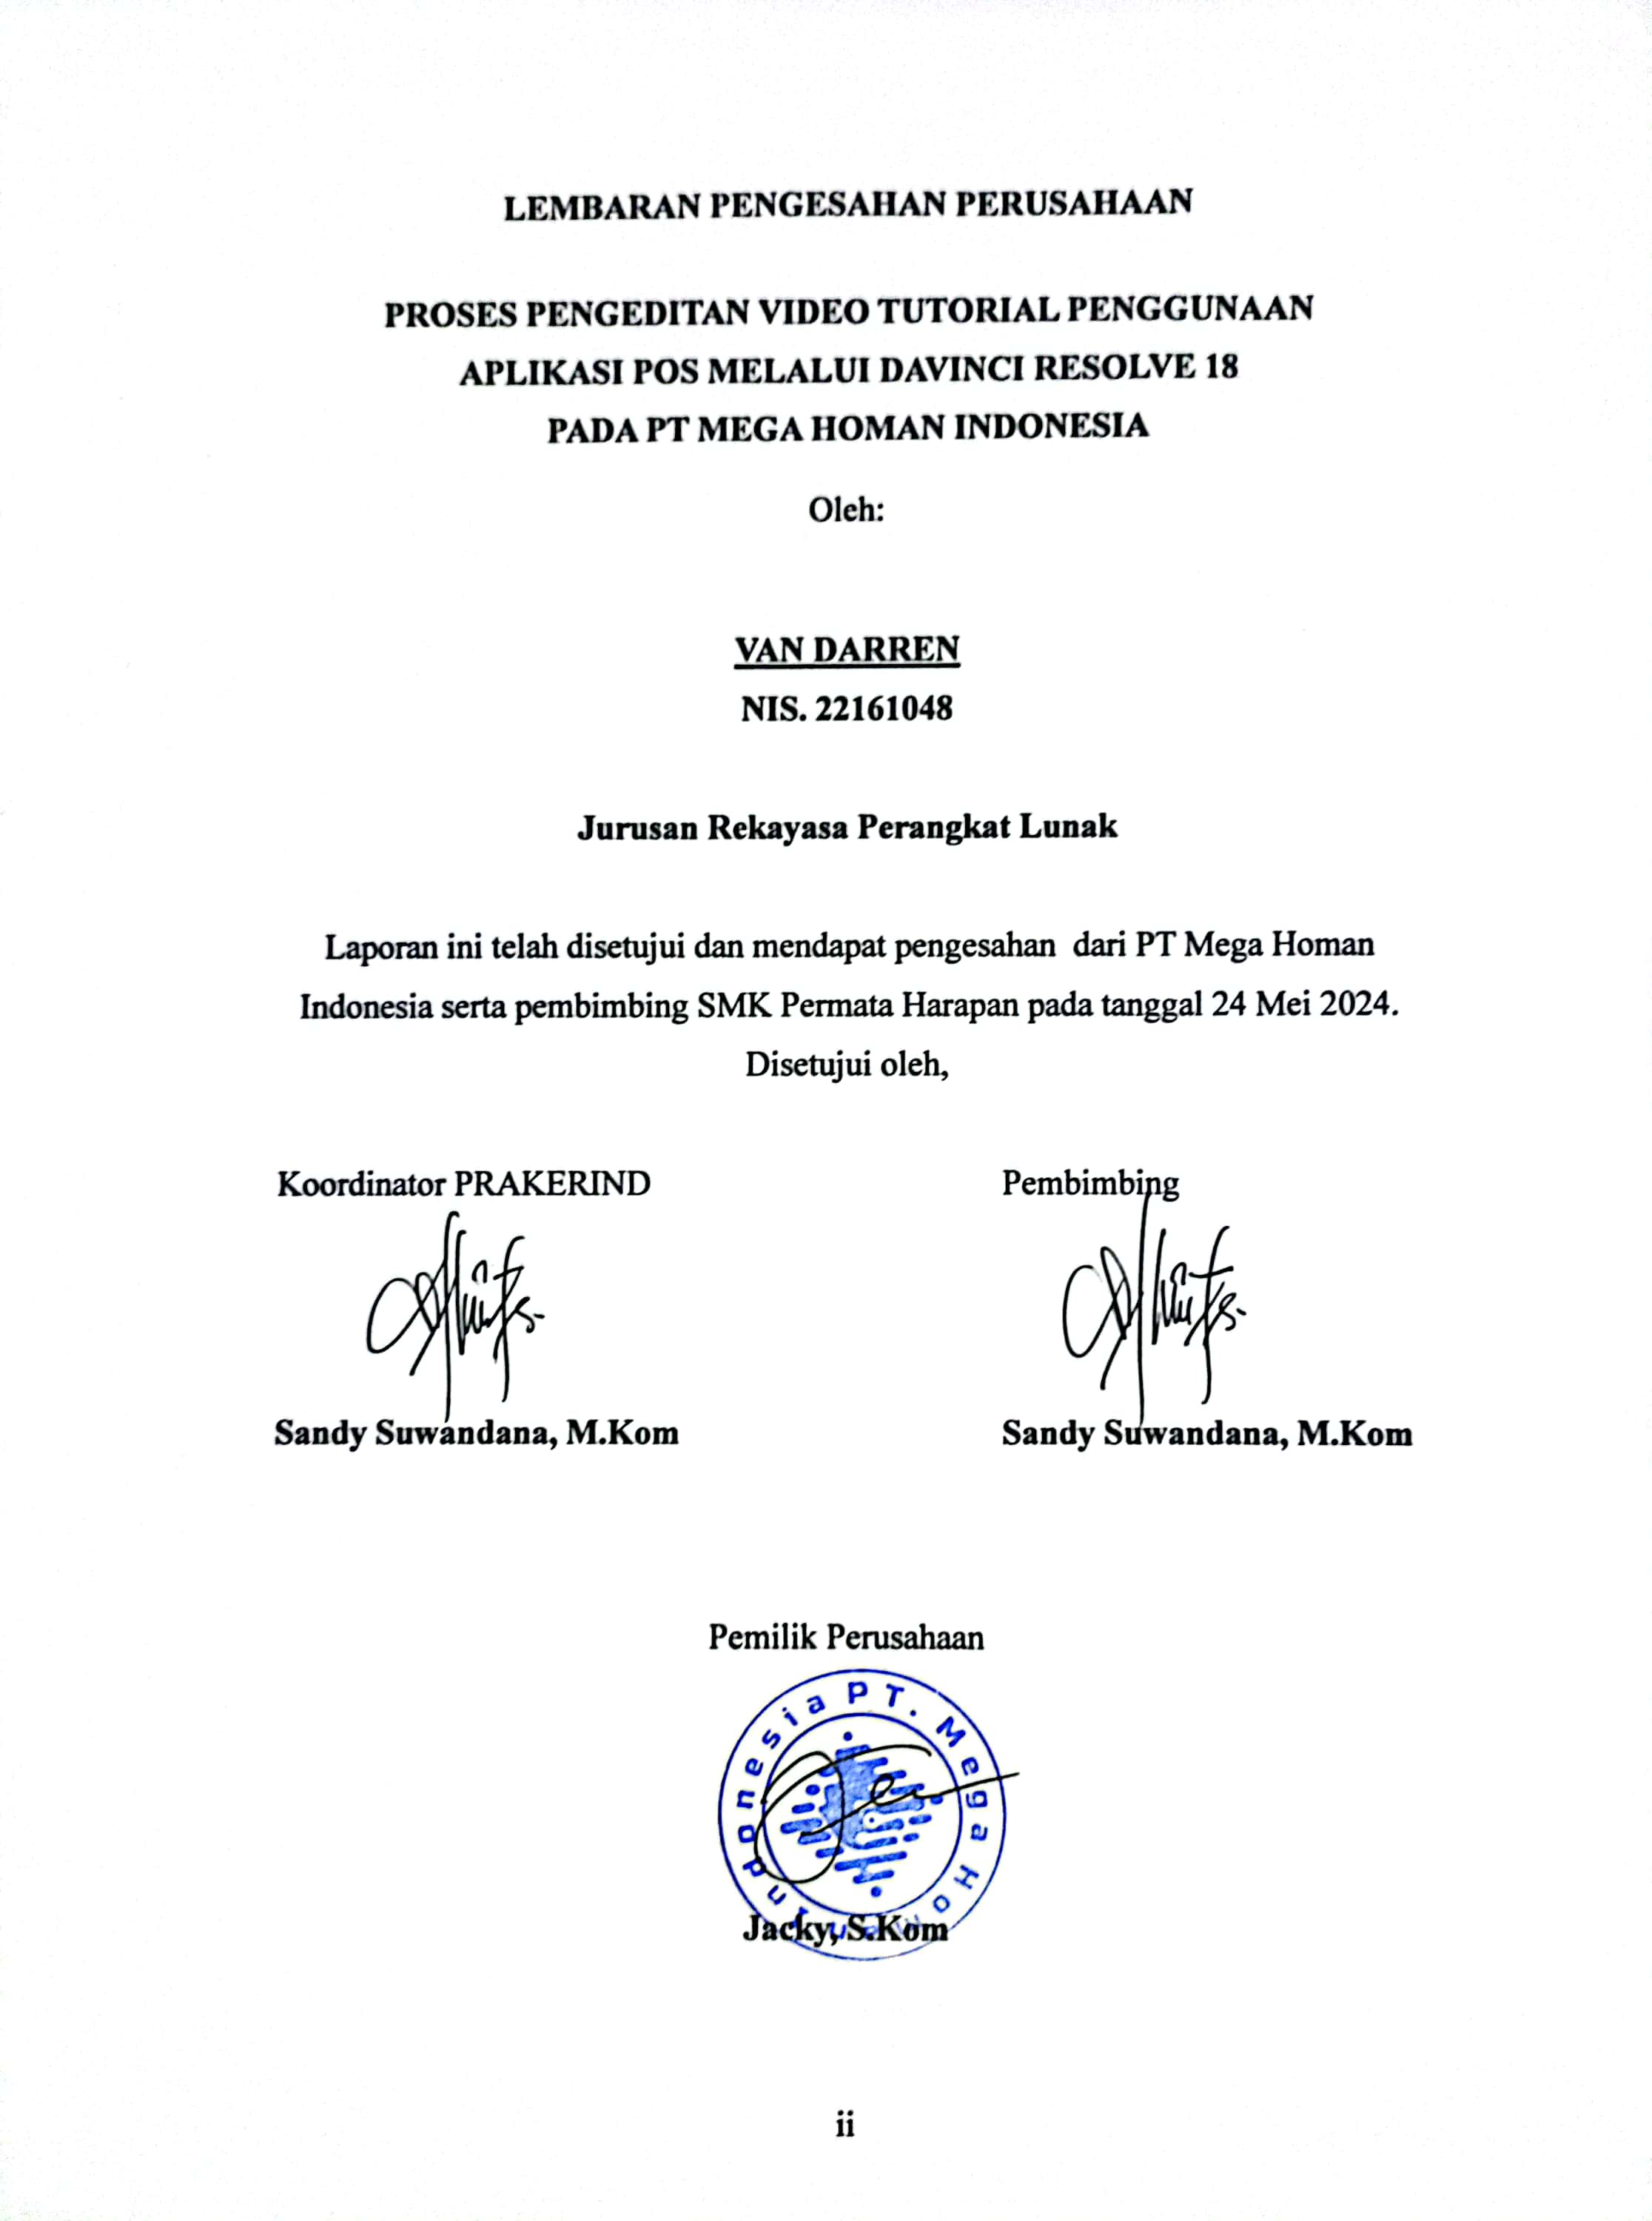 LEMBARAN PENGESAHAN PERUSAHAAN
PROSES PENGEDITAN VIDEO TUTORIAL PENGGUNAAN
APLIKASI POS MELALUI DAVINCI RESOLVE 18
PADA PT MEGA HOMAN INDONESIA
Oleh:
VAN DARREN
NIS. 22161048
Jurusan Rekayasa Perangkat Lunak
Laporan ini telah disetujui dan mendapat pengesahan dari PT Mega Homan
Indonesia serta pembimbing SMK Permata Harapan pada tanggal 24 Mei 2024.
Disetujui oleh,
Koordinator PRAKERIND
Pembimbing
Sandy Suwandana, M.Kom
Sandy Suwandana, M.Kom
Pemilik Perusahaan
PT. Mega Homan Indonesia
Jacky, S.Kom
ii